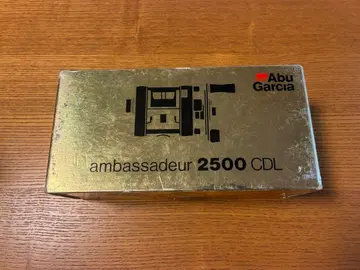 Abu
Garcia
ambassadeur 2500 CDL